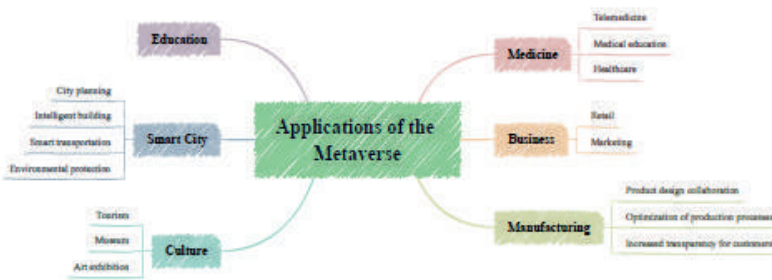 Education
City planning
Intelligent building
Smart transportation
Environmental protection
Smart City
Tourism
Museum
Art exhibition
Culture
Applications of the
Metaverse
Medicine
Telemedicine
Medical education
Healthcare
Business
Retail
Marketing
Manufacturing
Product design collaboration
Optimization of production processes
Increased transparency for customers